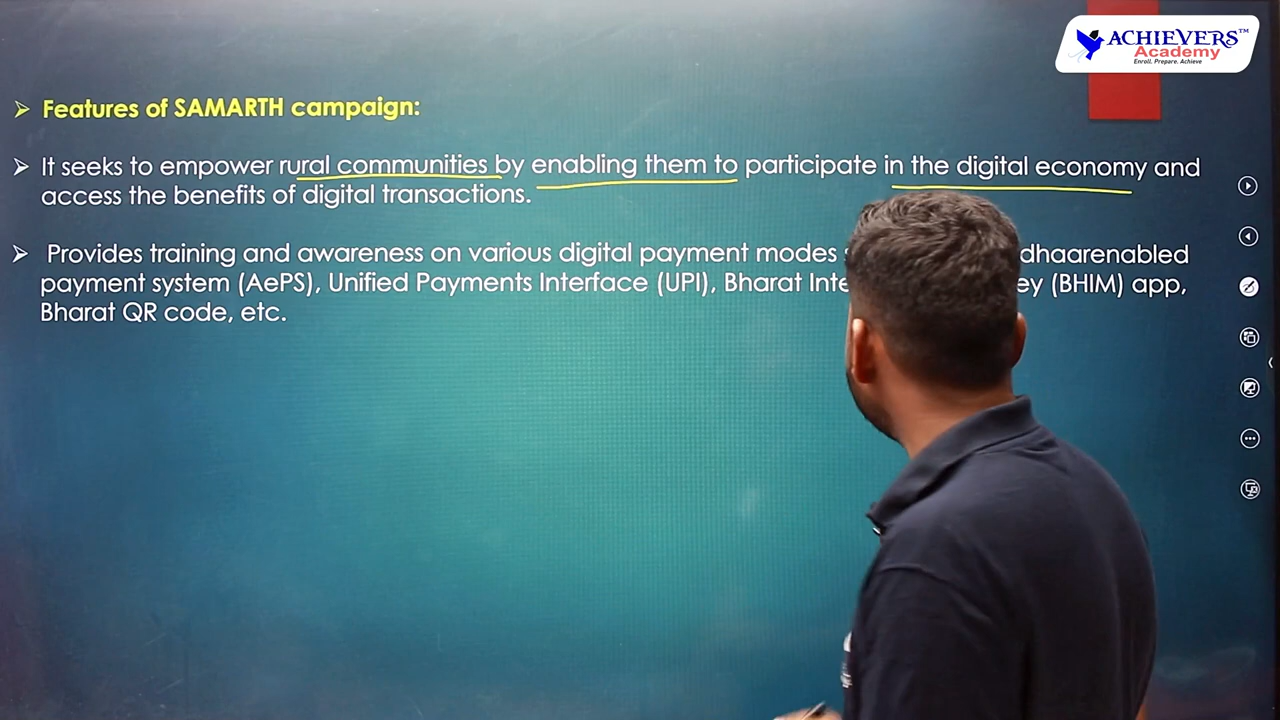 ACHIEVERS™
Academy
Enroll. Prepare. Achieve
Features of SAMARTH campaign:
It seeks to empower rural communities by enabling them to participate in the digital economy and
access the benefits of digital transactions.
Provides training and awareness on various digital payment modes dhaarenabled
payment system (AePS), Unified Payments Interface (UPI), Bharat Inte ey (BHIM) app,
Bharat QR code, etc.